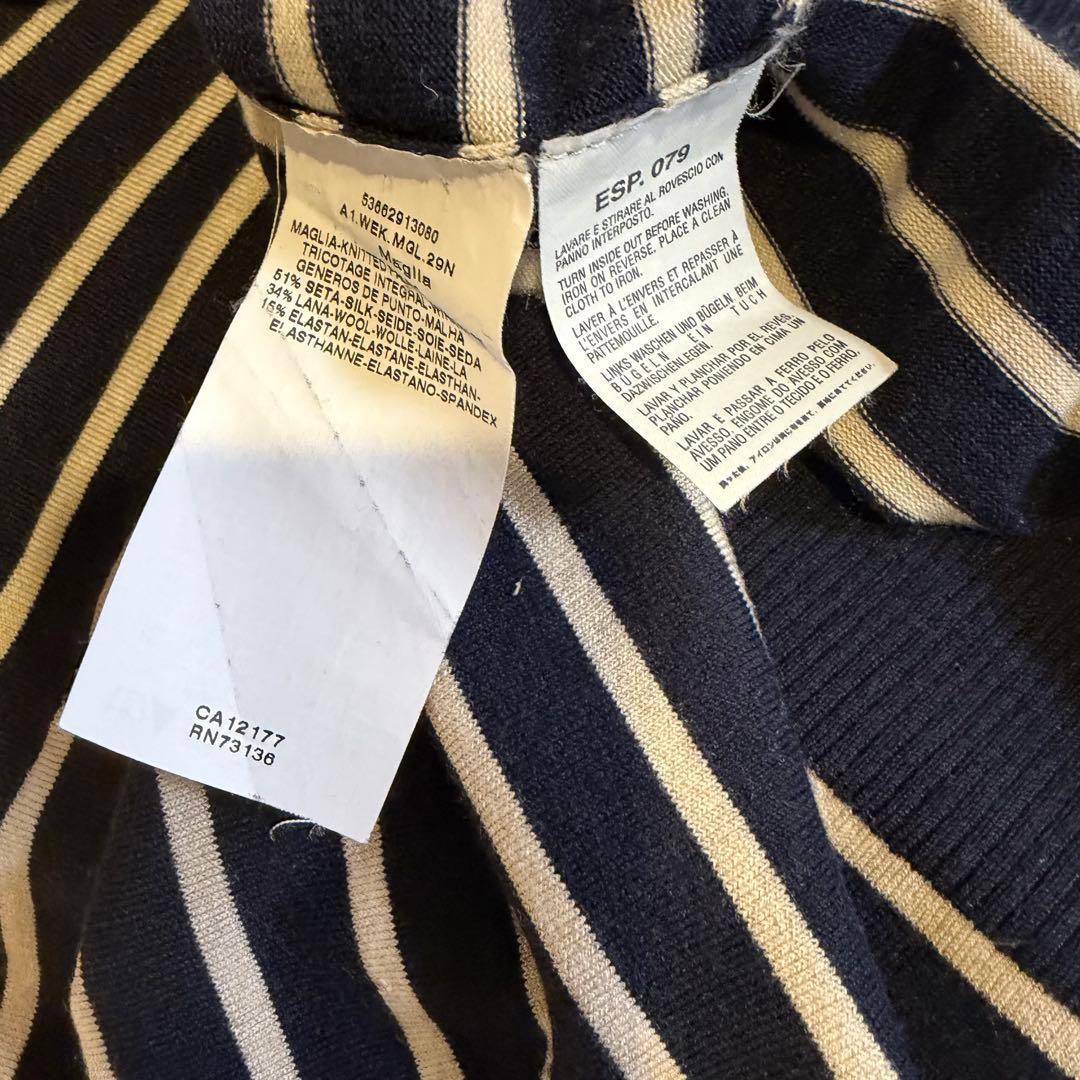 53662913080
A1.WEK.MGL.29N
Maglia
MAGLIA-KNITTED
TRICOTAGE INTEGRAL-
GENEROS DE PUNTO-MALHA
51% SETA-SILK-SEIDE-SOIE-SEDA
34% LANA-WOOL-WOLLE-LAINE-LA
15% ELASTAN-ELASTANE-ELASTHAN-
ELASTHANNE-ELASTANO-SPANDEX
CA12177
RN73136
ESP. 079
LAVARE E STIRARE AL ROVESCIO CON
PANNO INTERPOSTO.
TURN INSIDE OUT BEFORE WASHING.
IRON ON REVERSE. PLACE A CLEAN
CLOTH TO IRON.
LAVER À L'ENVERS ET REPASSER À
L'ENVERS EN INTERCALANT UNE
PATTEMOUILLE.
LINKS WASCHEN UND BÜGELN. BEIM
BÜGELN EIN TUCH
DAZWISCHENLEGEN.
LAVAR Y PLANCHAR POR EL REVÉS.
PLANCHAR PONIENDO EN CIMA UN
PAÑO.
LAVAR E PASSAR A FERRO PELO
AVESSO. ENGOME DO AVESSO COM
UM PANO ENTRE O TECIDO E O FERRO.